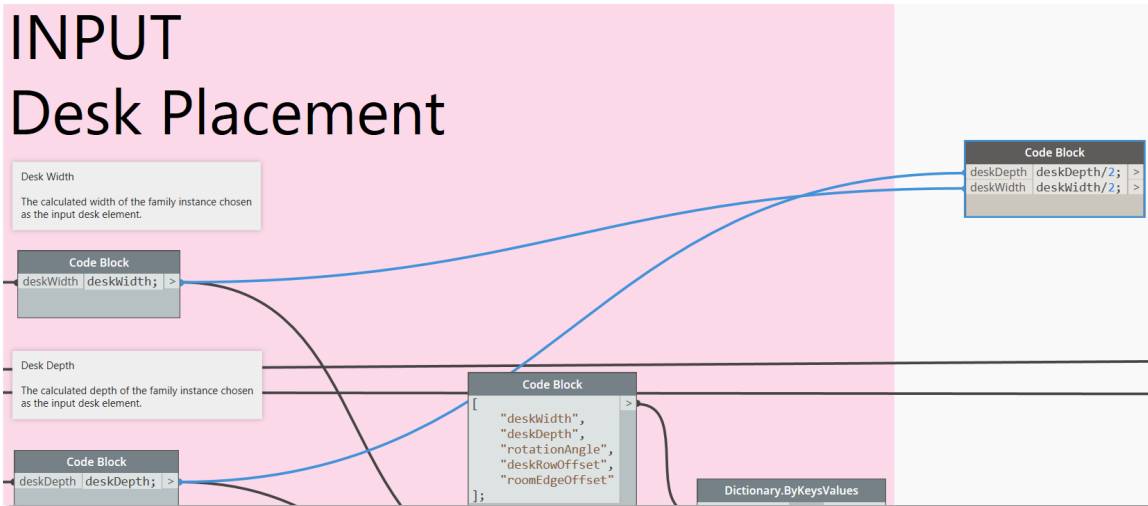 INPUT
Desk Placement
Desk Width
The calculated width of the family instance chosen
as the input desk element.
Code Block
deskWidth deskWidth; >
Desk Depth
The calculated depth of the family instance chosen
as the input desk element.
Code Block
deskDepth deskDepth; >
Code Block
[ >
"deskWidth",
"deskDepth",
"rotationAngle",
"deskRowOffset",
"roomEdgeOffset"
];
Dictionary.ByKeysValues
Code Block
deskDepth deskDepth/2; >
deskWidth deskWidth/2; >